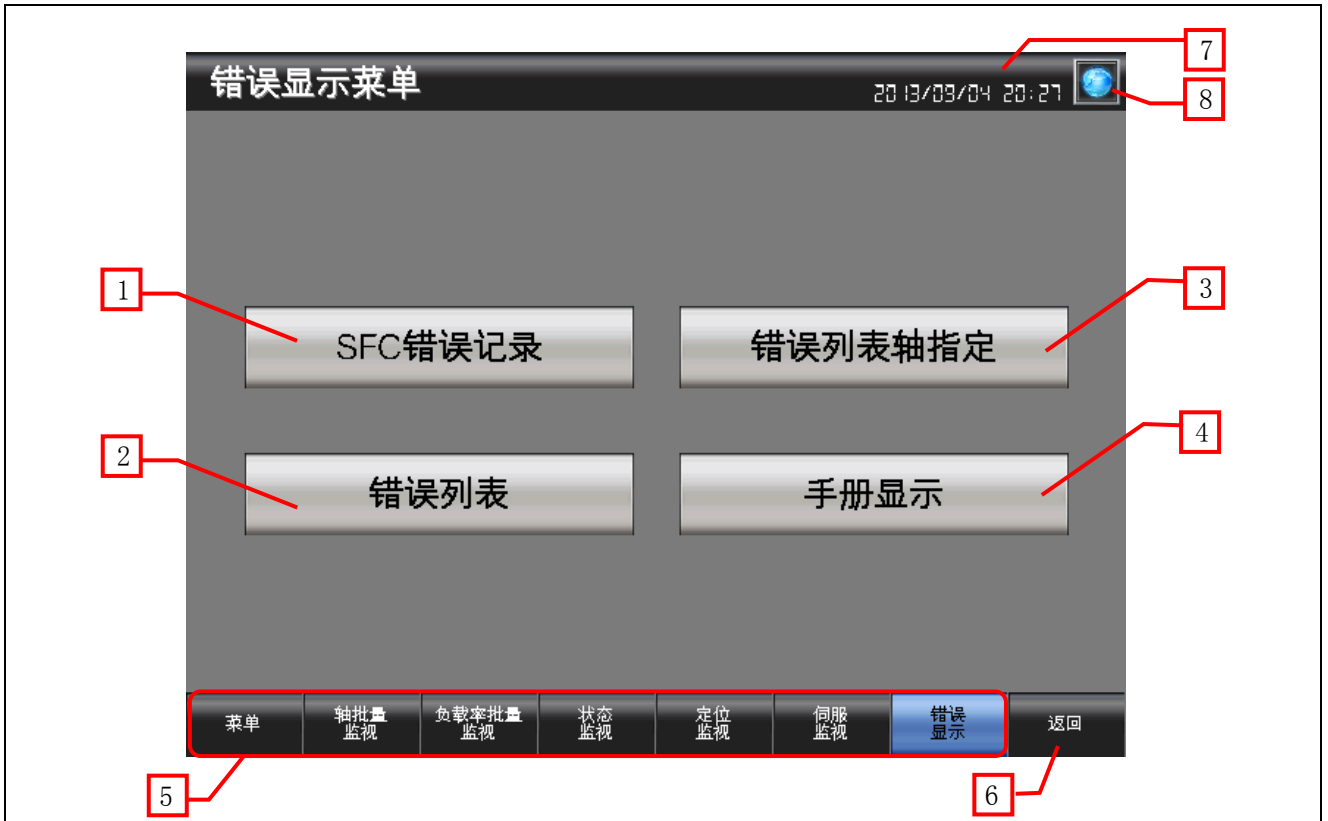 错误显示菜单
2013/09/04 20:27
7
8
1
3
SFC错误记录
错误列表轴指定
2
4
错误列表
手册显示
菜单
轴批量
监视
负载率批量
监视
状态
监视
定位
监视
伺服
监视
错误
显示
返回
5
6